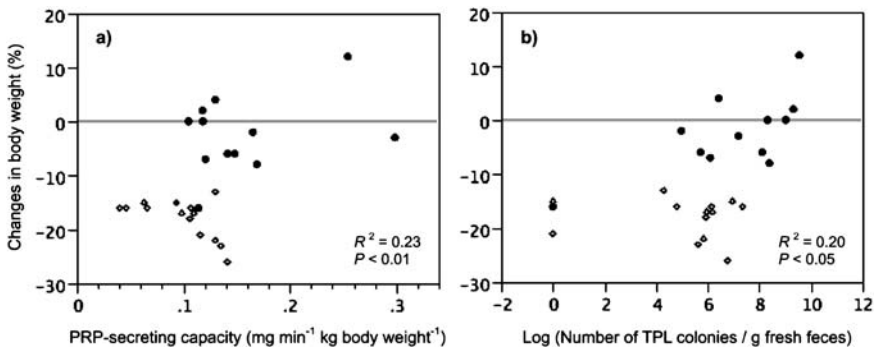 a)
b)
Changes in body weight (%)
20
10
0
−10
−20
−30
R² = 0.23
P < 0.01
0
.1
.2
.3
PRP-secreting capacity (mg min⁻¹ kg body weight⁻¹)
20
10
0
−10
−20
−30
R² = 0.20
P < 0.05
−2
0
2
4
6
8
10
12
Log (Number of TPL colonies / g fresh feces)